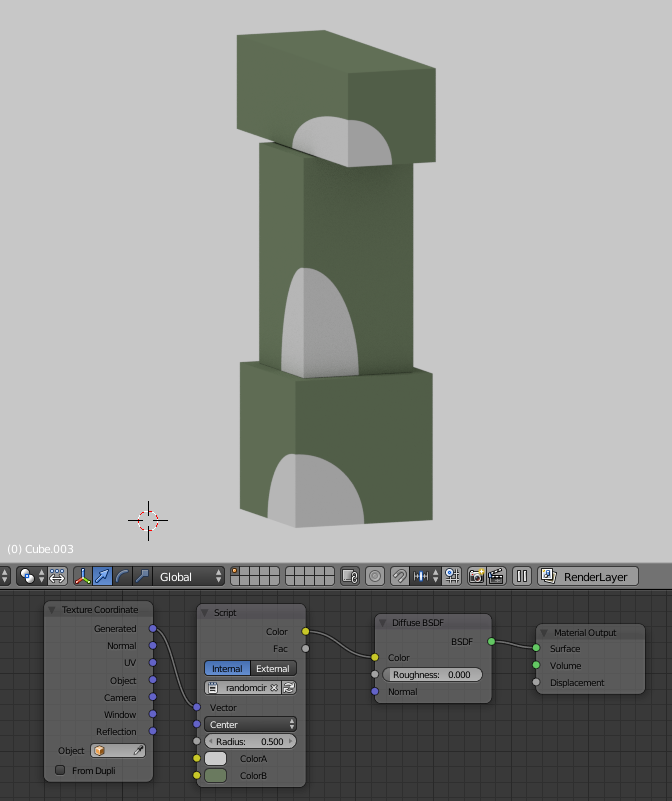 (0) Cube.003
Global
RenderLayer
Texture Coordinate
Generated
Normal
UV
Object
Camera
Window
Reflection
Object
From Dupli
Script
Color
Fac
Internal External
randomcir
Vector
Center
Radius: 0.500
ColorA
ColorB
Diffuse BSDF
BSDF
Color
Roughness: 0.000
Normal
Material Output
Surface
Volume
Displacement